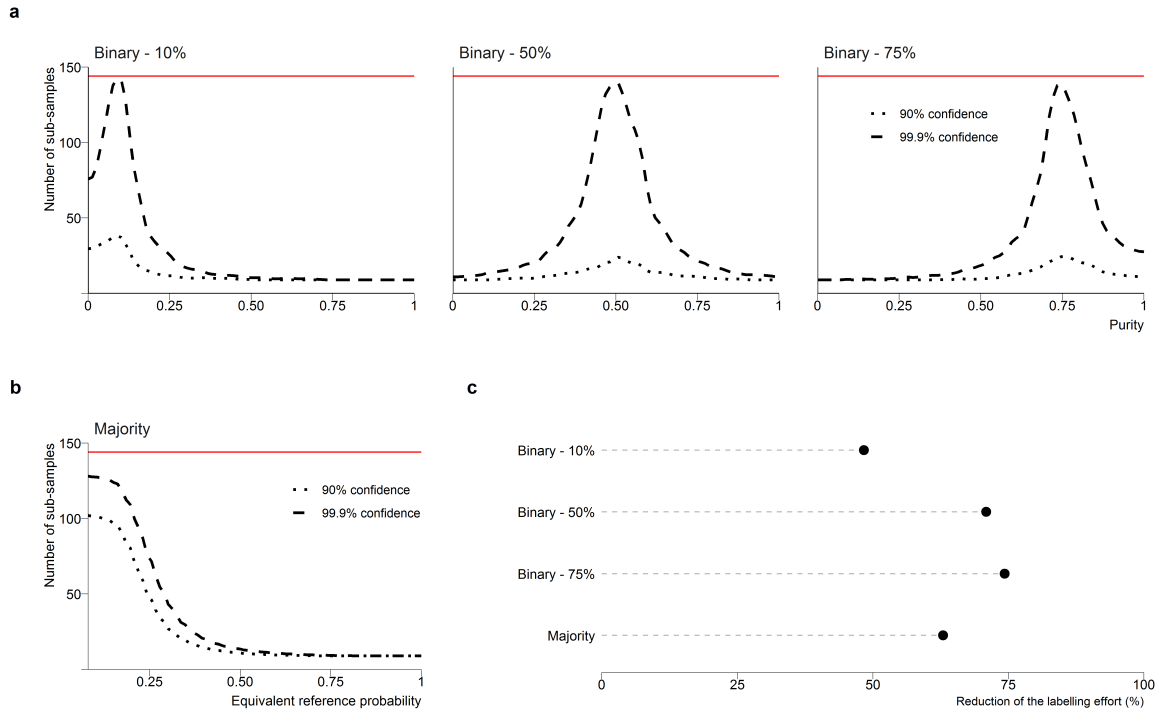 a
Binary - 10%
Binary - 50%
Binary - 75%
Number of sub-samples
150
100
50
90% confidence
99.9% confidence
0 0.25 0.50 0.75 1
0 0.25 0.50 0.75 1
0 0.25 0.50 0.75 1
Purity
b
Majority
Number of sub-samples
150
100
50
90% confidence
99.9% confidence
0.25 0.50 0.75 1
Equivalent reference probability
c
Binary - 10%
Binary - 50%
Binary - 75%
Majority
0 25 50 75 100
Reduction of the labelling effort (%)